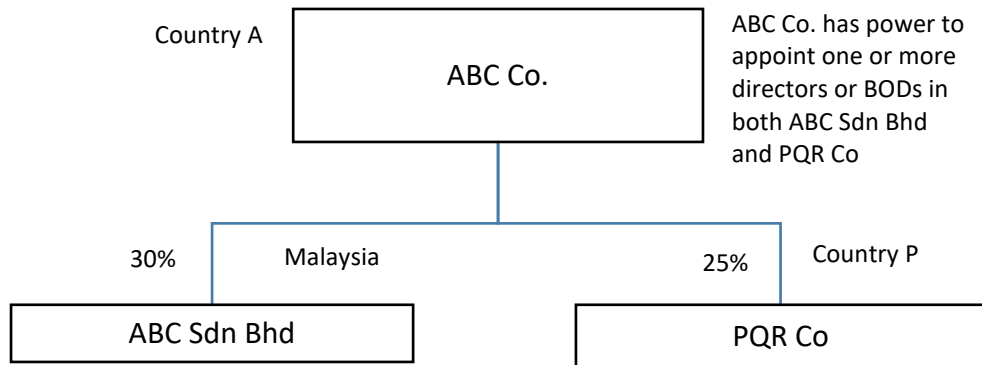 Country A
ABC Co.
ABC Co. has power to
appoint one or more
directors or BODs in
both ABC Sdn Bhd
and PQR Co
30%
Malaysia
25%
Country P
ABC Sdn Bhd
PQR Co